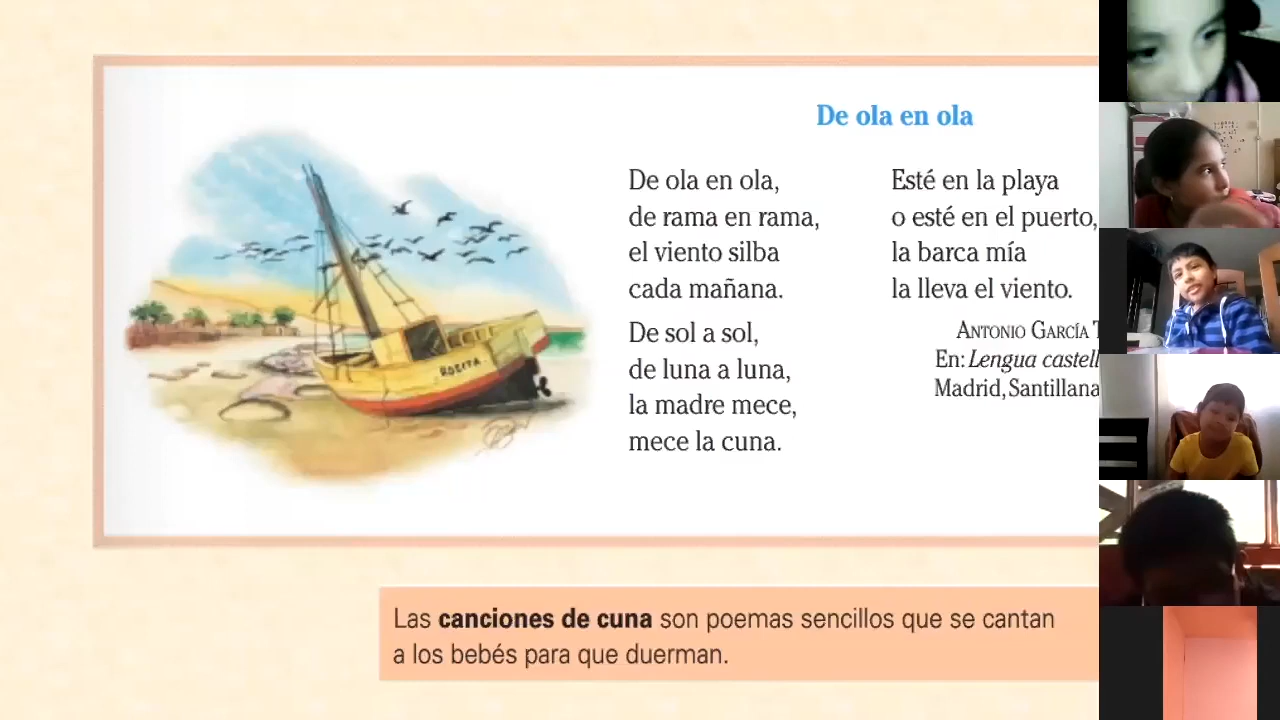 De ola en ola
De ola en ola,
de rama en rama,
el viento silba
cada mañana.
De sol a sol,
de luna a luna,
la madre mece,
mece la cuna.
Esté en la playa
o esté en el puerto,
la barca mía
la lleva el viento.
ANTONIO GARCÍA
En: Lengua
Madrid, Santillana
ROSITA
Las canciones de cuna son poemas sencillos que se cantan
a los bebés para que duerman.